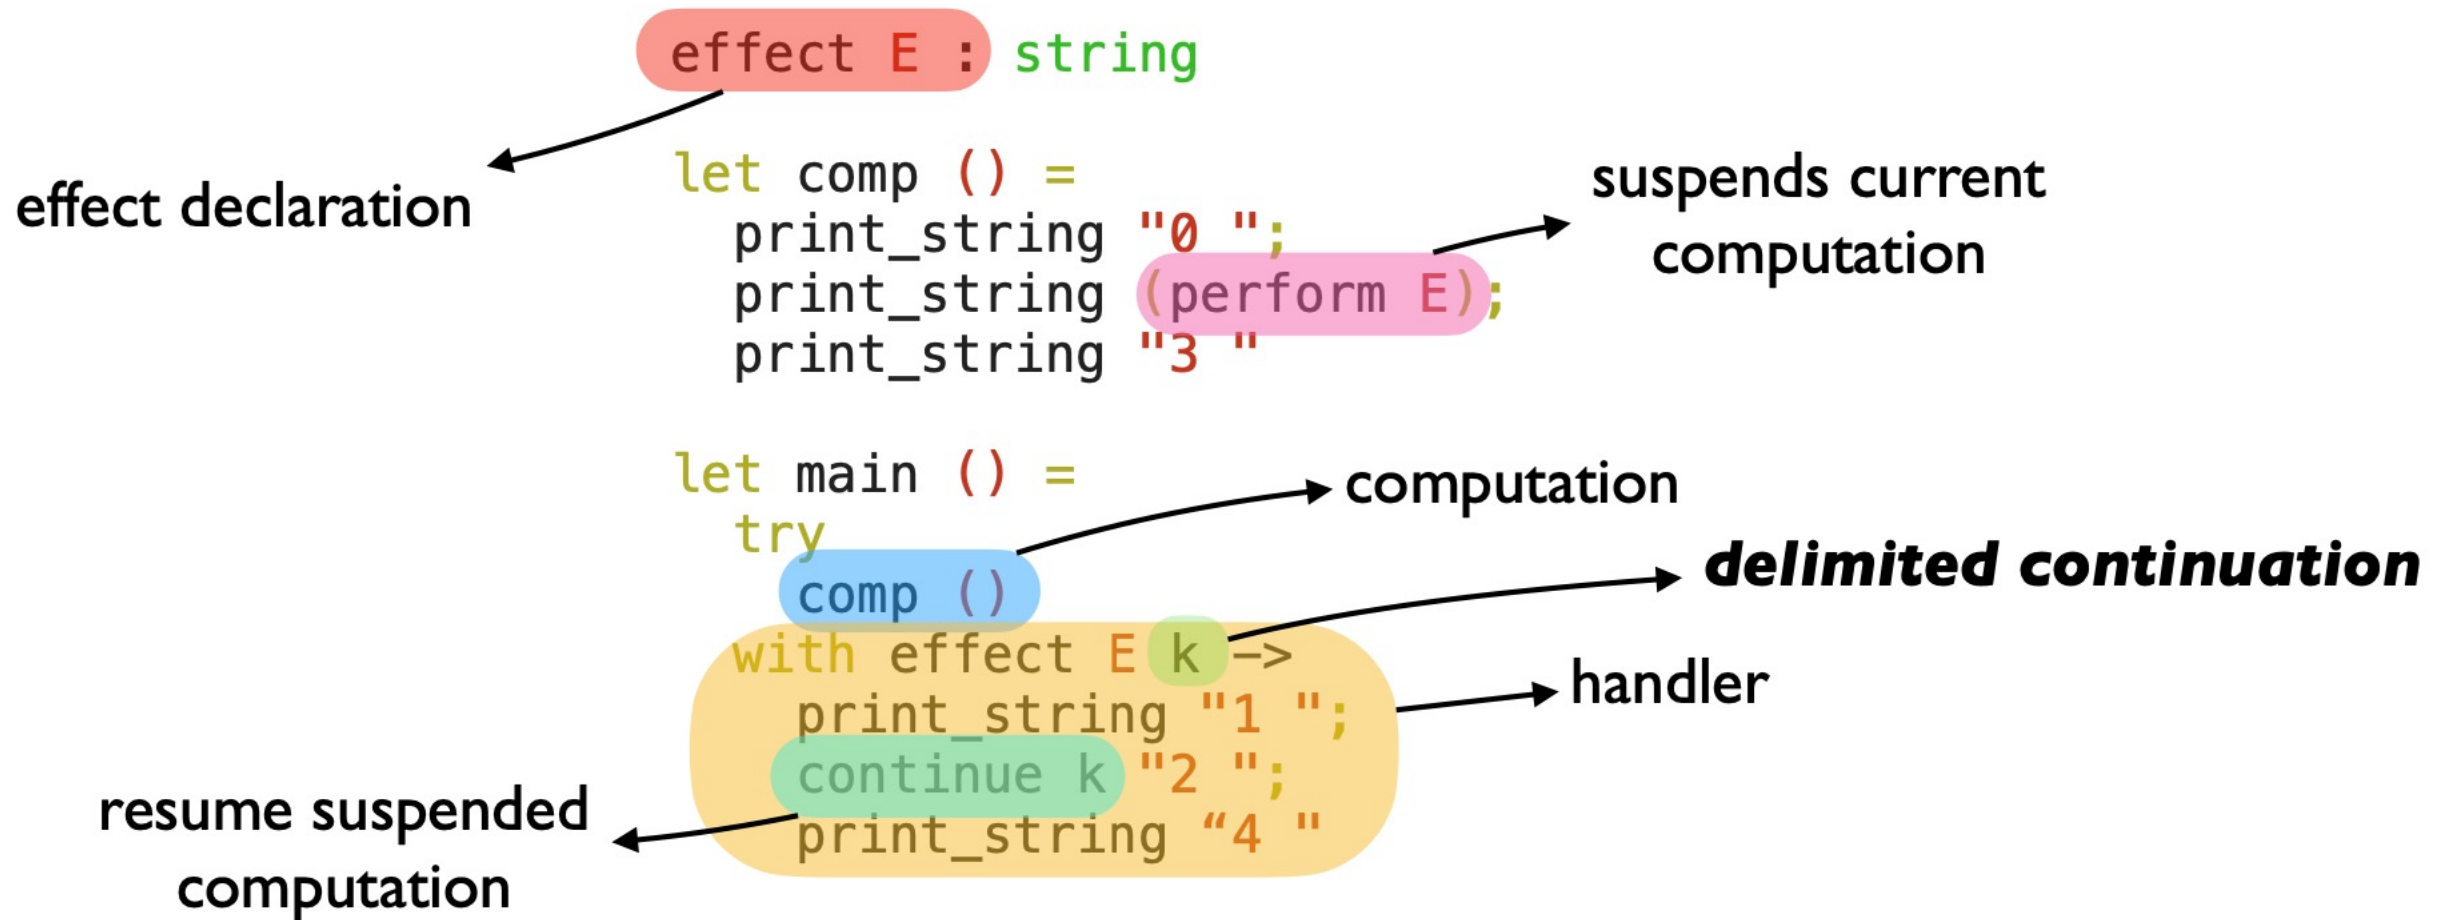 effect E : string
effect declaration
let comp () =
print_string "0 ";
print_string (perform E);
print_string "3 "
suspends current
computation
let main () =
try
comp ()
with effect E k ->
print_string "1 ";
continue k "2 ";
print_string “4 "
computation
delimited continuation
handler
resume suspended
computation